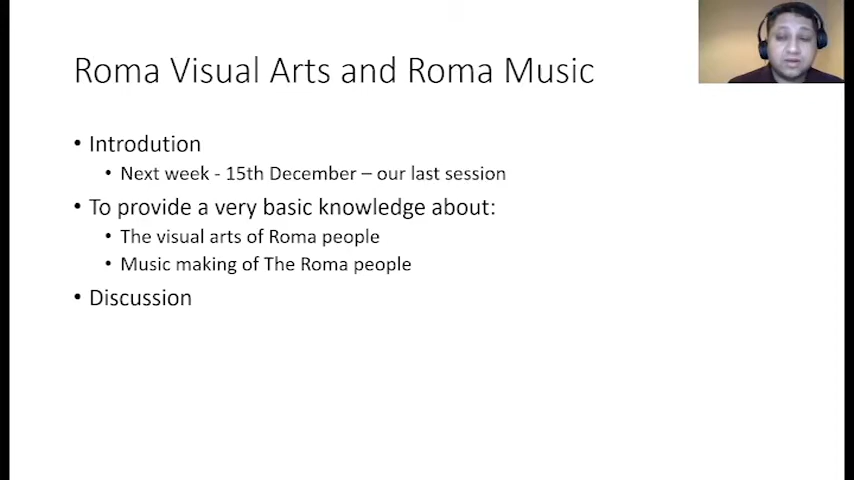 Roma Visual Arts and Roma Music
• Introdution
• Next week - 15th December – our last session
• To provide a very basic knowledge about:
• The visual arts of Roma people
• Music making of The Roma people
• Discussion